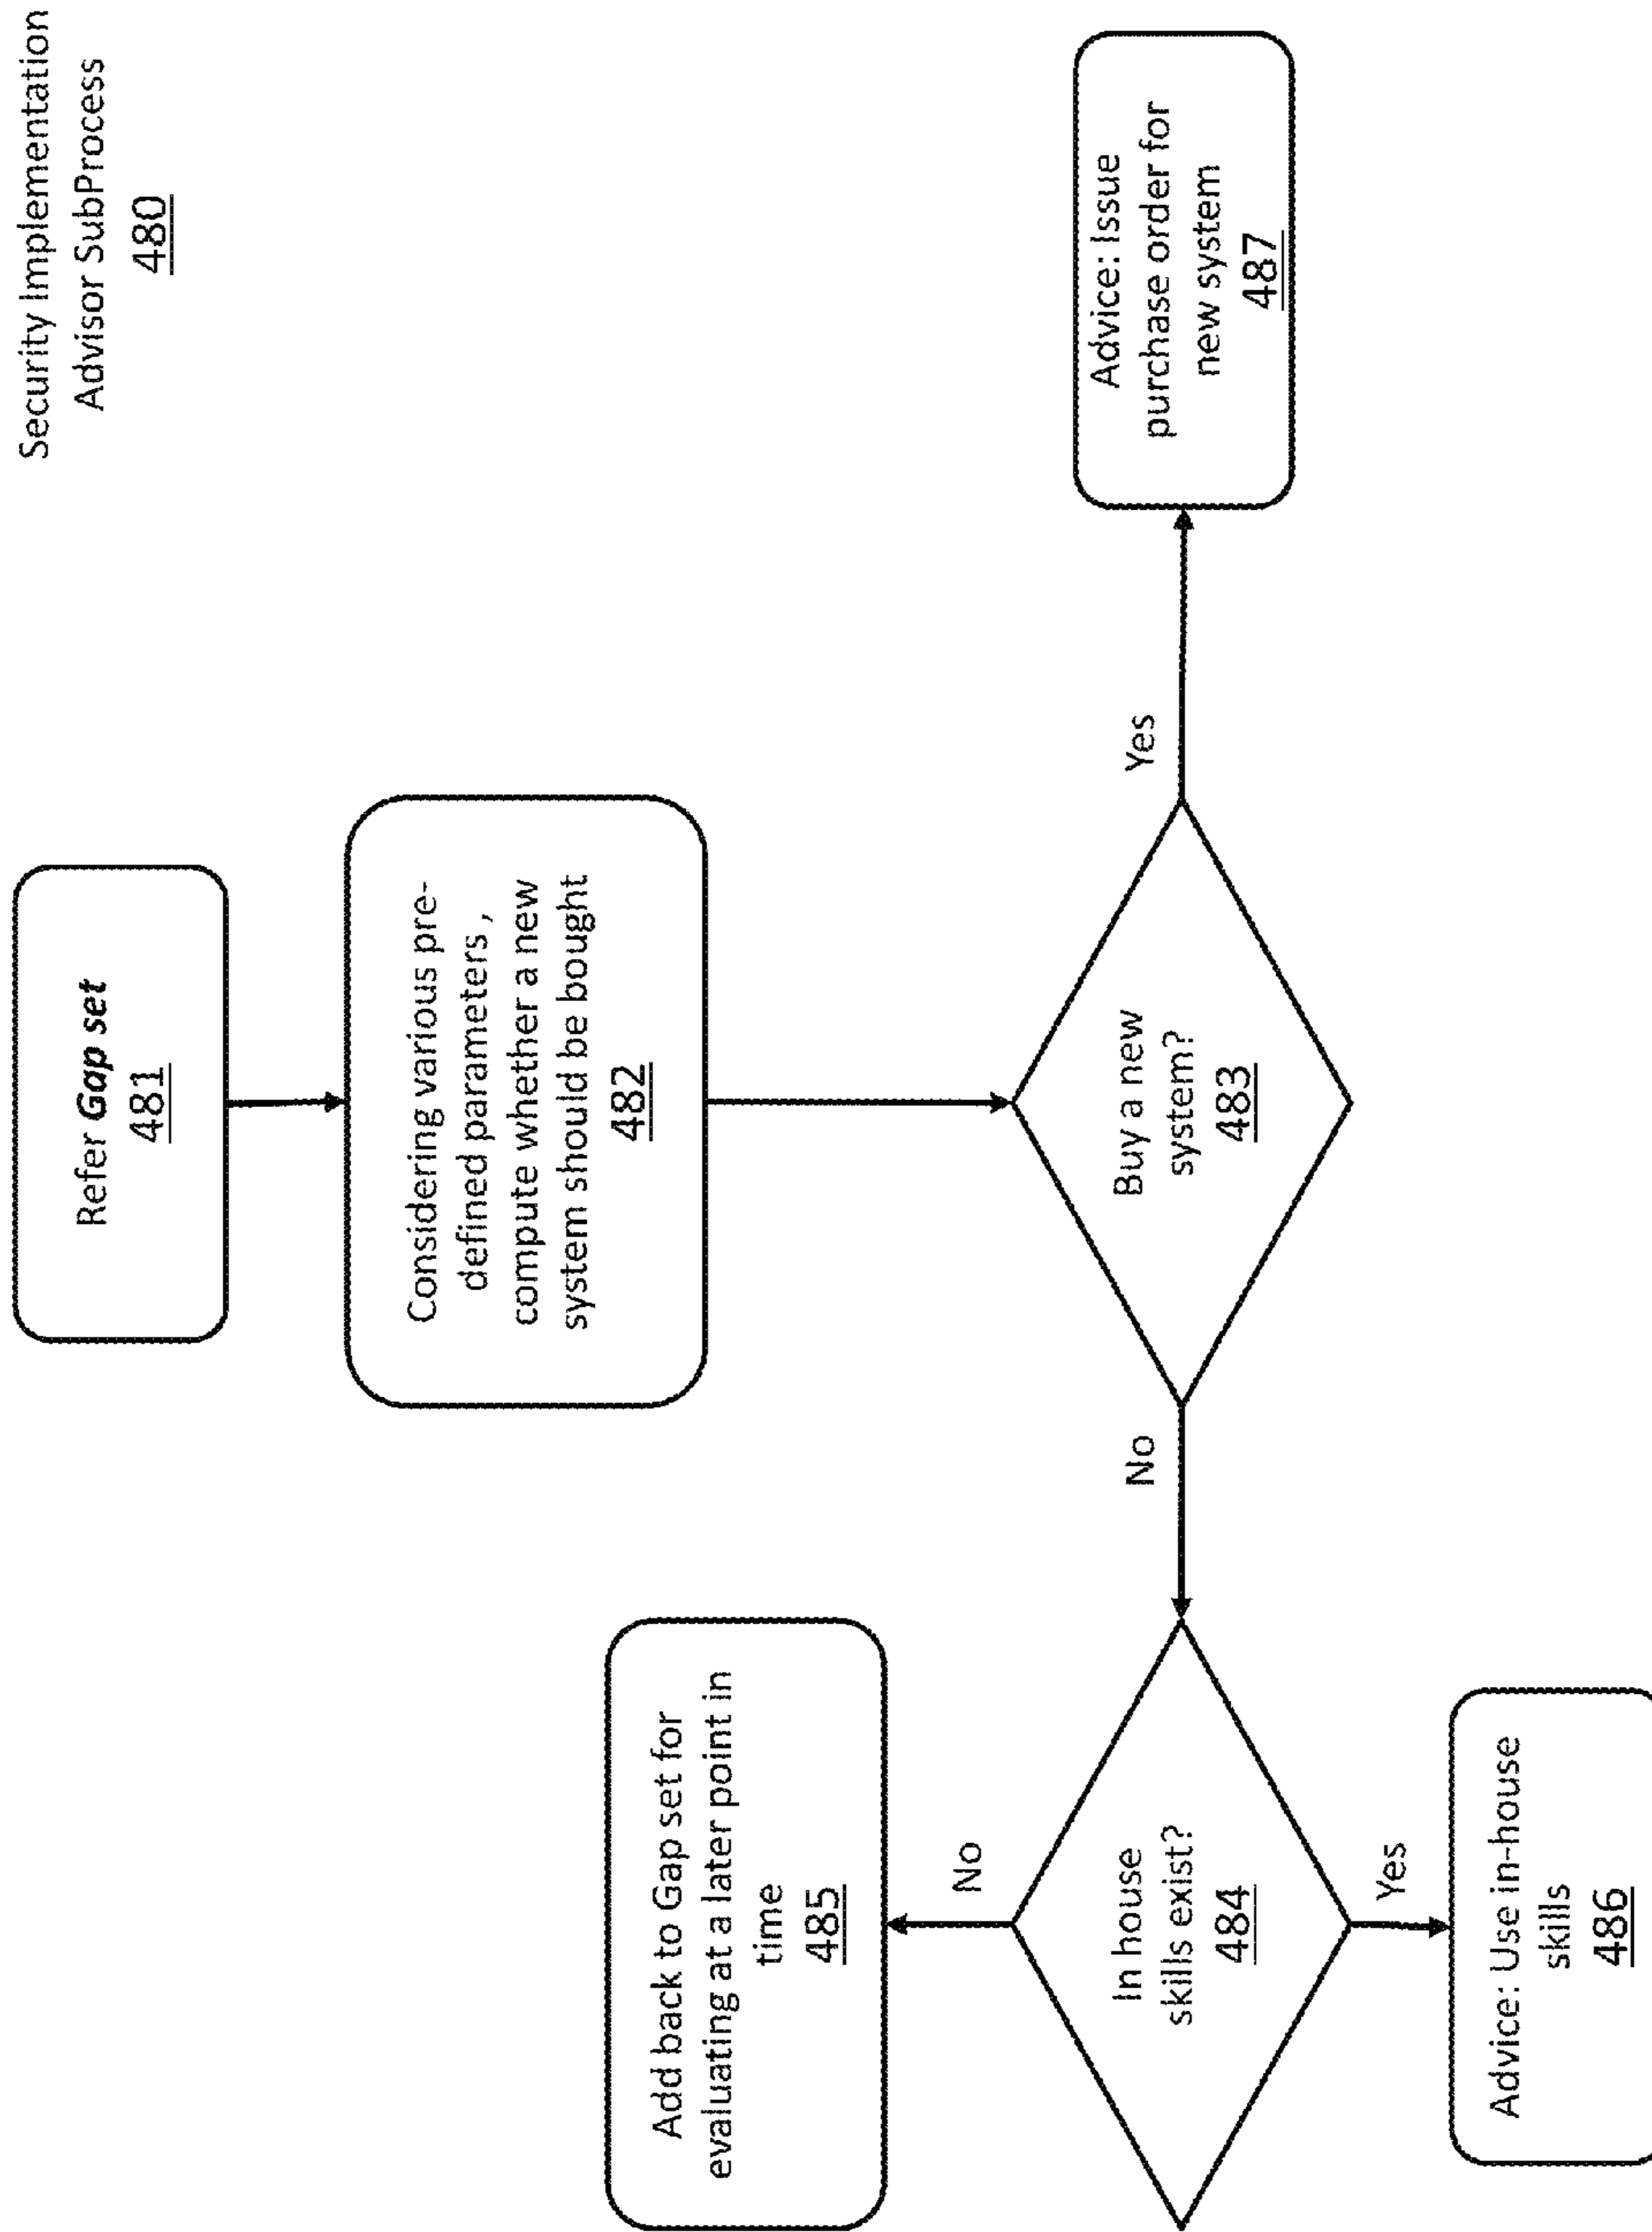 Security Implementation
Advisor SubProcess
480
Refer Gap set
481
Considering various pre-
defined parameters ,
compute whether a new
system should be bought
482
Buy a new
system?
483
Yes
Advice: Issue
purchase order for
new system
487
No
In house
skills exist?
484
No
Add back to Gap set for
evaluating at a later point in
time
485
Yes
Advice: Use in-house
skills
486